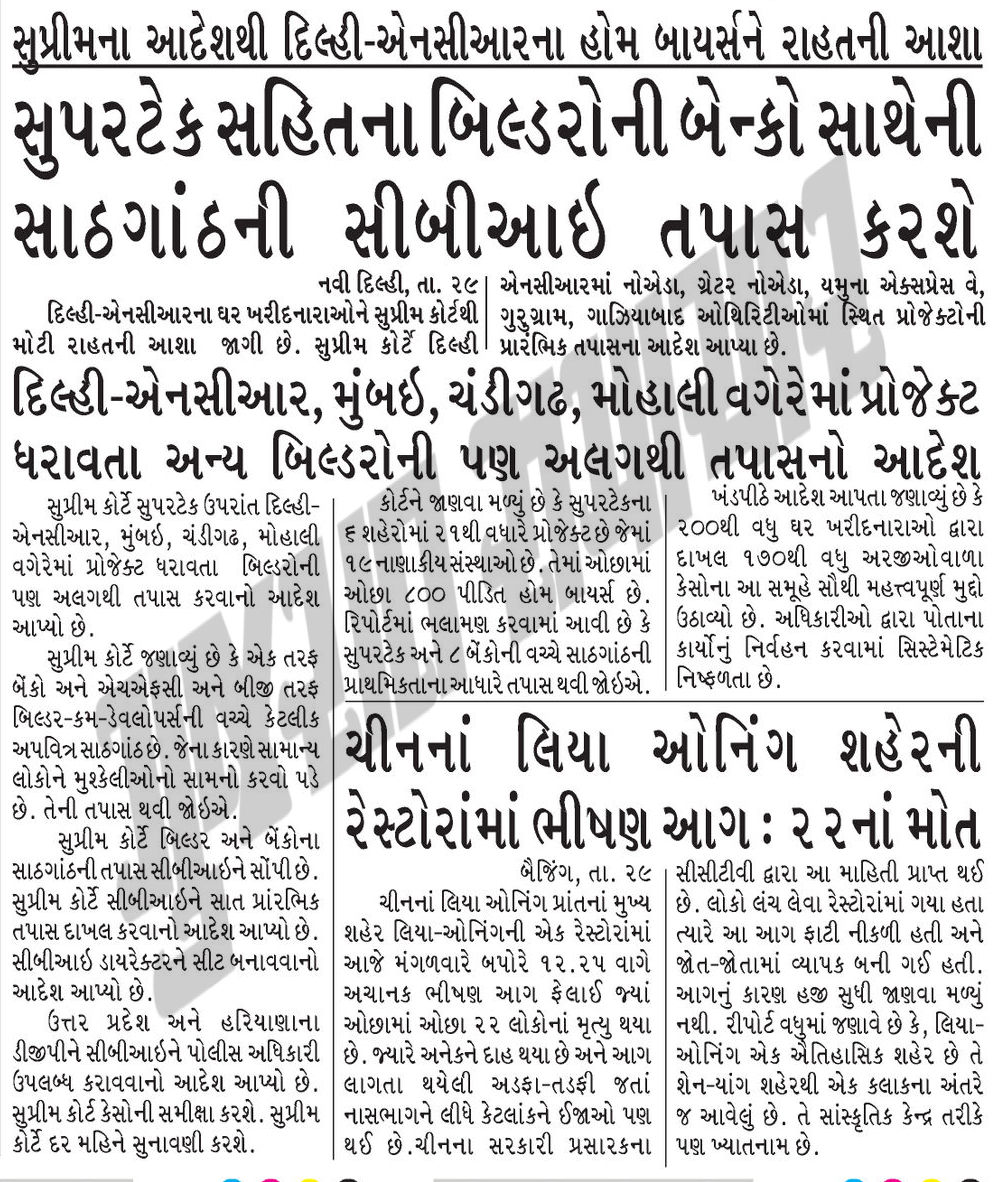 સુપ્રીમના આદેશથી દિલ્હી-એનસીઆરના હોમ બાયર્સને રાહતની આશા
સુપરટેક સહિતના બિલ્ડરોની બેન્કો સાથેની
સાઠગાંઠની સીબીઆઇ તપાસ કરશે
નવી દિલ્હી, તા. ૨૯
દિલ્હી-એનસીઆરના ઘર ખરીદનારાઓને સુપ્રીમ કોર્ટથી
મોટી રાહતની આશા જાગી છે. સુપ્રીમ કોર્ટે દિલ્હી
એનસીઆરમાં નોએડા, ગ્રેટર નોએડા, યમુના એક્સપ્રેસ વે,
ગુરુગ્રામ, ગાઝિયાબાદ ઓથિરિટીઓમાં સ્થિત પ્રોજેક્ટોની
પ્રારંભિક તપાસના આદેશ આપ્યા છે.
દિલ્હી-એનસીઆર, મુંબઇ, ચંડીગઢ, મોહાલી વગેરેમાં પ્રોજેક્ટ
ધરાવતા અન્ય બિલ્ડરોની પણ અલગથી તપાસનો આદેશ
સુપ્રીમ કોર્ટે સુપરટેક ઉપરાંત દિલ્હી-
એનસીઆર, મુંબઇ, ચંડીગઢ, મોહાલી
વગેરેમાં પ્રોજેક્ટ ધરાવતા બિલ્ડરોની
પણ અલગથી તપાસ કરવાનો આદેશ
આપ્યો છે.
સુપ્રીમ કોર્ટે જણાવ્યું છે કે એક તરફ
બેંકો અને એચએફસી અને બીજી તરફ
બિલ્ડર-કમ-ડેવલોપર્સની વચ્ચે કેટલીક
અપવિત્ર સાઠગાંઠ છે. જેના કારણે સામાન્ય
લોકોને મુશ્કેલીઓનો સામનો કરવો પડે
છે. તેની તપાસ થવી જોઇએ.
સુપ્રીમ કોર્ટે બિલ્ડર અને બેંકોના
સાઠગાંઠની તપાસ સીબીઆઇને સોંપી છે.
સુપ્રીમ કોર્ટે સીબીઆઇને સાત પ્રાંરભિક
તપાસ દાખલ કરવાનો આદેશ આપ્યો છે.
સીબીઆઇ ડાયરેક્ટરને સીટ બનાવવાનો
આદેશ આપ્યો છે.
ઉત્તર પ્રદેશ અને હરિયાણાના
ડીજીપીને સીબીઆઇને પોલીસ અધિકારી
ઉપલબ્ધ કરાવવાનો આદેશ આપ્યો છે.
સુપ્રીમ કોર્ટ કેસોની સમીક્ષા કરશે. સુપ્રીમ
કોર્ટે દર મહિને સુનાવણી કરશે.
કોર્ટને જાણવા મળ્યું છે કે સુપરટેકના
૬ શહેરોમાં ૨૧થી વધારે પ્રોજેક્ટ છે જેમાં
૧૯ નાણાકીય સંસ્થાઓ છે. તેમાં ઓછામાં
ઓછા ૮૦૦ પીડિત હોમ બાયર્સ છે.
રિપોર્ટમાં ભલામણ કરવામાં આવી છે કે
સુપરટેક અને ૮ બેંકોની વચ્ચે સાઠગાંઠની
પ્રાથમિકતાના આધારે તપાસ થવી જોઇએ.
ખંડપીઠે આદેશ આપતા જણાવ્યું છે કે
૨૦૦થી વધુ ઘર ખરીદનારાઓ દ્વારા
દાખલ ૧૭૦થી વધુ અરજીઓવાળા
કેસોના આ સમૂહે સૌથી મહત્ત્વપૂર્ણ મુદ્દો
ઉઠાવ્યો છે. અધિકારીઓ દ્વારા પોતાના
કાર્યોનું નિર્વહન કરવામાં સિસ્ટેમેટિક
નિષ્ફળતા છે.
ચીનનાં લિયા ઓનિંગ શહેરની
રેસ્ટોરાંમાં ભીષણ આગ : ૨૨નાં મોત
બૈજિંગ, તા. ૨૯
ચીનનાં લિયા ઓનિંગ પ્રાંતનાં મુખ્ય
શહેર લિયા-ઓનિંગની એક રેસ્ટોરાંમાં
આજે મંગળવારે બપોરે ૧૨.૨૫ વાગે
અચાનક ભીષણ આગ ફેલાઈ જ્યાં
ઓછામાં ઓછા ૨૨ લોકોનાં મૃત્યુ થયા
છે. જ્યારે અનેકને દાહ થયા છે અને આગ
લાગતા થયેલી અડફા-તડફી જતાં
નાસભાગને લીધે કેટલાંકને ઈજાઓ પણ
થઈ છે.ચીનના સરકારી પ્રસારકના
સીસીટીવી દ્વારા આ માહિતી પ્રાપ્ત થઈ
છે. લોકો લંચ લેવા રેસ્ટોરાંમાં ગયા હતા
ત્યારે આ આગ ફાટી નીકળી હતી અને
જોત-જોતામાં વ્યાપક બની ગઈ હતી.
આગનું કારણ હજી સુધી જાણવા મળ્યું
નથી. રીપોર્ટ વધુમાં જણાવે છે કે, લિયા-
ઓનિંગ એક ઐતિહાસિક શહેર છે તે
શેન-યાંગ શહેરથી એક કલાકના અંતરે
જ આવેલું છે. તે સાંસ્કૃતિક કેન્દ્ર તરીકે
પણ ખ્યાતનામ છે.
ગુજરાત સમાચાર